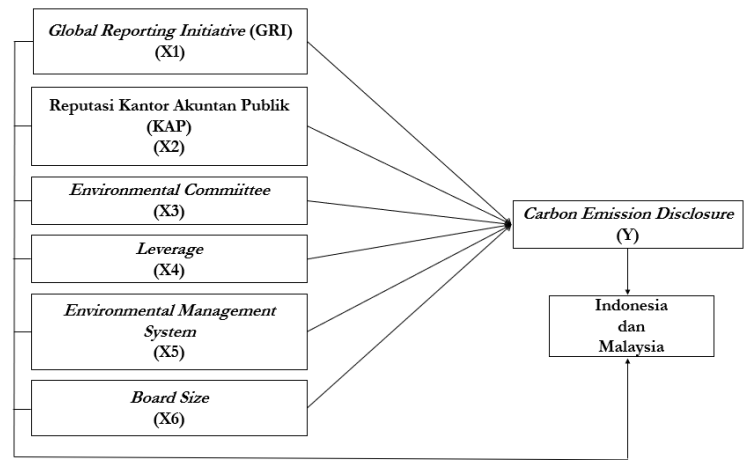 Global Reporting Initiative (GRI)
(X1)
Reputasi Kantor Akuntan Publik
(KAP)
(X2)
Environmental Commiittee
(X3)
Leverage
(X4)
Environmental Management
System
(X5)
Board Size
(X6)
Carbon Emission Disclosure
(Y)
Indonesia
dan
Malaysia